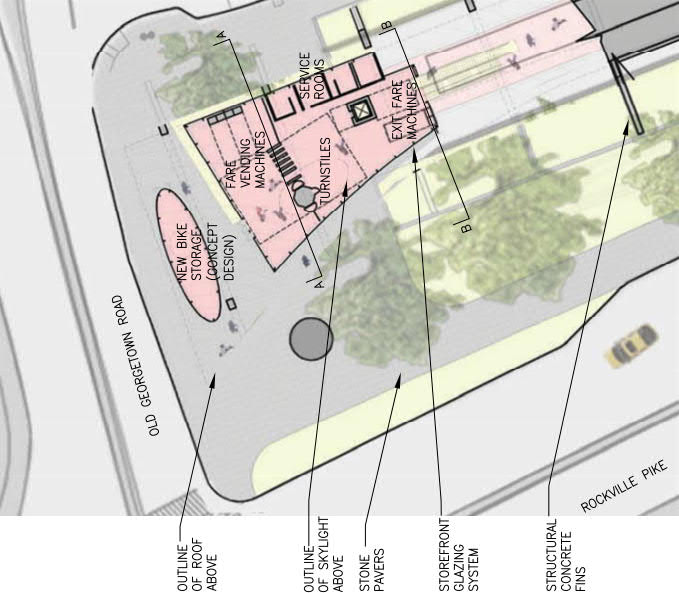 A
B
SERVICE
ROOMS
EXIT FARE
MACHINES
FARE
VENDING
MACHINES
TURNSTILES
NEW BIKE
STORAGE
(CONCEPT
DESIGN)
B
A
OLD GEORGETOWN ROAD
ROCKVILLE PIKE
OUTLINE
OF ROOF
ABOVE
OUTLINE
OF SKYLIGHT
ABOVE
STONE
PAVERS
STOREFRONT
GLAZING
SYSTEM
STRUCTURAL
CONCRETE
FINS